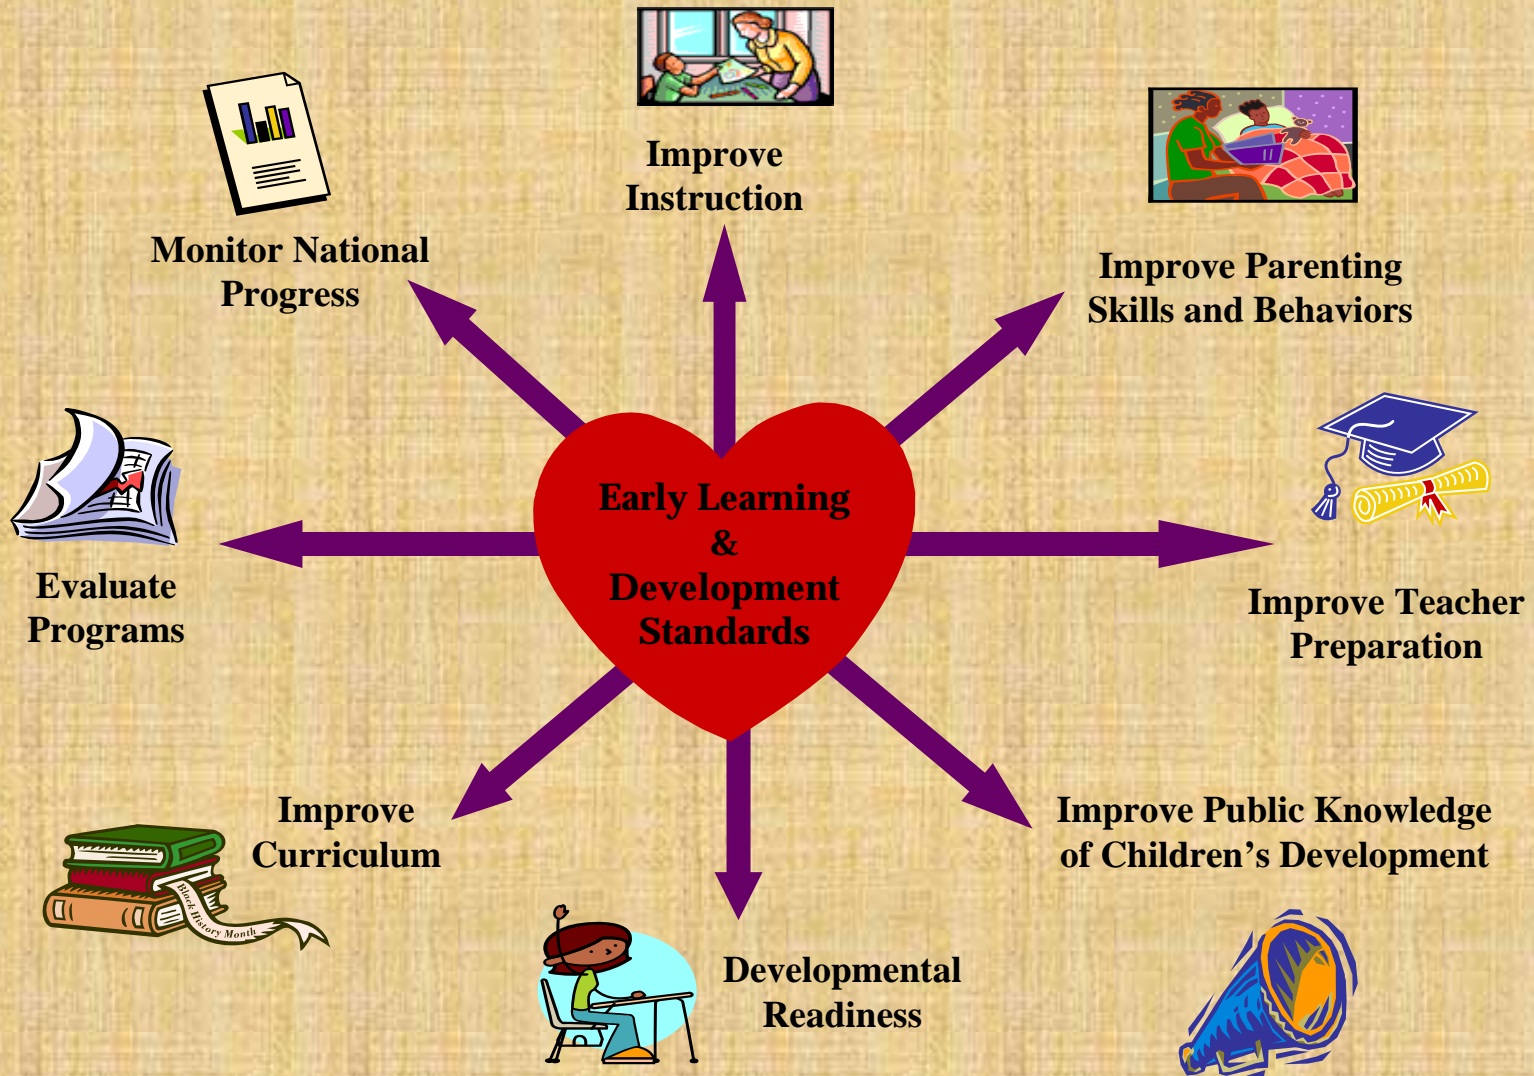 Improve
Instruction
Monitor National
Progress
Improve Parenting
Skills and Behaviors
Early Learning
&
Development
Standards
Evaluate
Programs
Improve Teacher
Preparation
Improve
Curriculum
Black History Month
Improve Public Knowledge
of Children’s Development
Developmental
Readiness